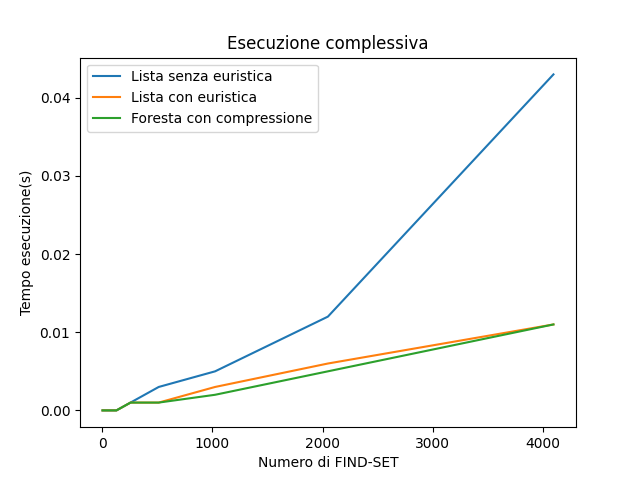 Esecuzione complessiva
Lista senza euristica
Lista con euristica
Foresta con compressione
Tempo esecuzione(s)
0.04
0.03
0.02
0.01
0.00
0 1000 2000 3000 4000
Numero di FIND-SET